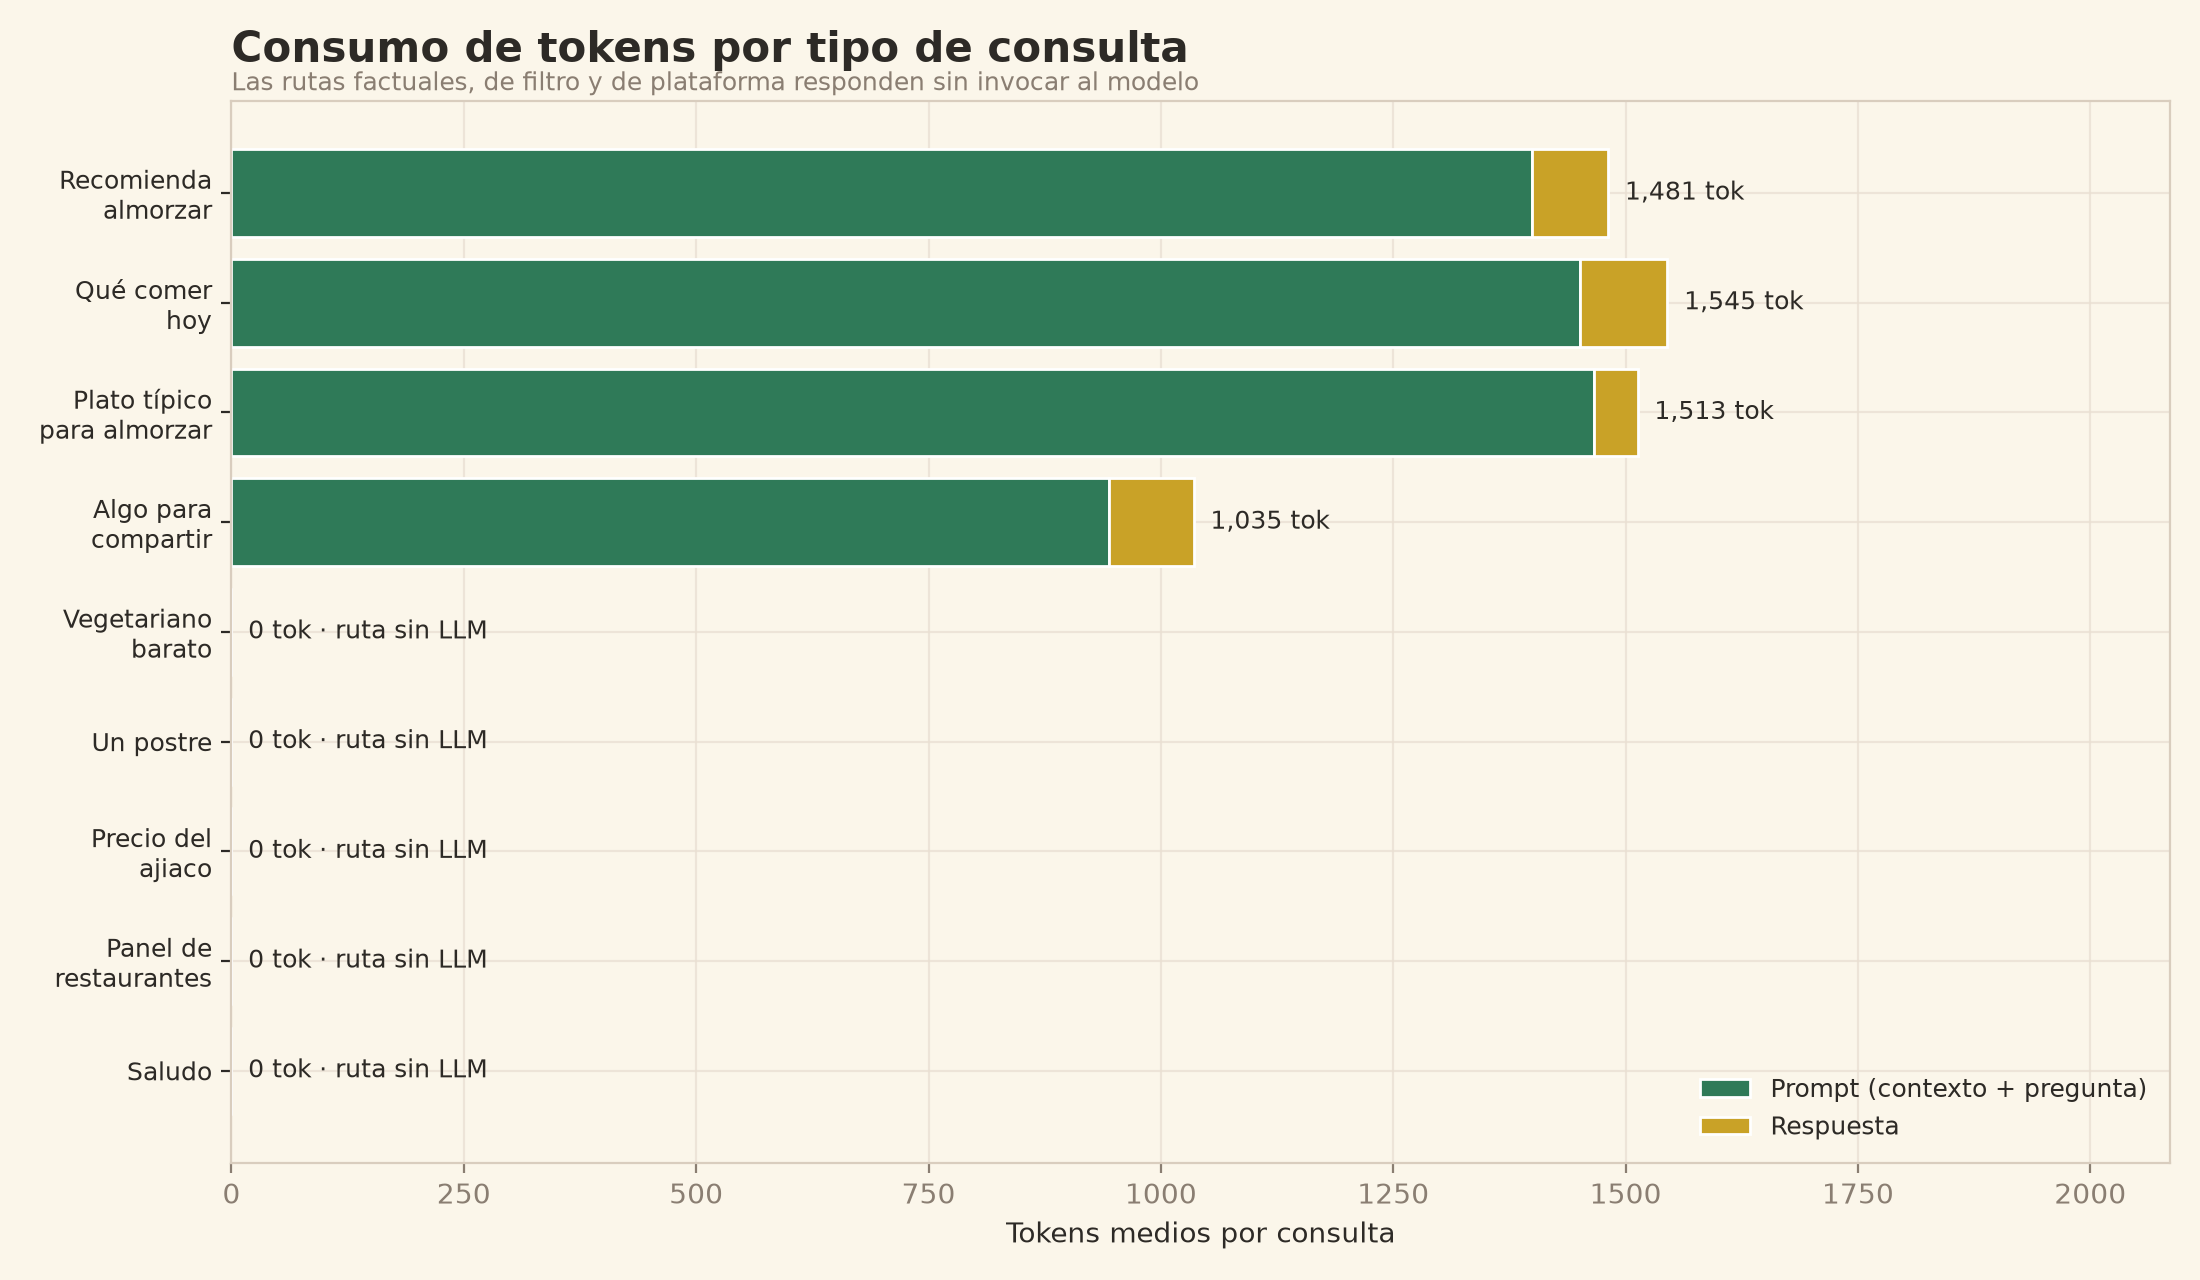 Consumo de tokens por tipo de consulta
Las rutas factuales, de filtro y de plataforma responden sin invocar al modelo
Recomienda
almorzar
1,481 tok
Qué comer
hoy
1,545 tok
Plato típico
para almorzar
1,513 tok
Algo para
compartir
1,035 tok
Vegetariano
barato
0 tok · ruta sin LLM
Un postre
0 tok · ruta sin LLM
Precio del
ajiaco
0 tok · ruta sin LLM
Panel de
restaurantes
0 tok · ruta sin LLM
Saludo
0 tok · ruta sin LLM
Prompt (contexto + pregunta)
Respuesta
0 250 500 750 1000 1250 1500 1750 2000
Tokens medios por consulta